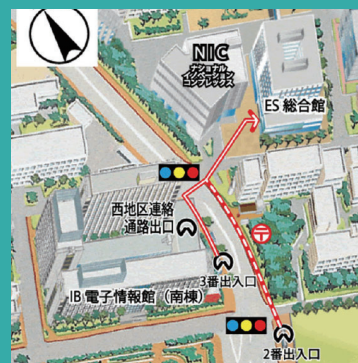 NIC
ナショナル
イノベーション
コンプレックス
ES 総合館
西地区連絡
通路出口
3番出入口
IB 電子情報館（南棟）
2番出入口